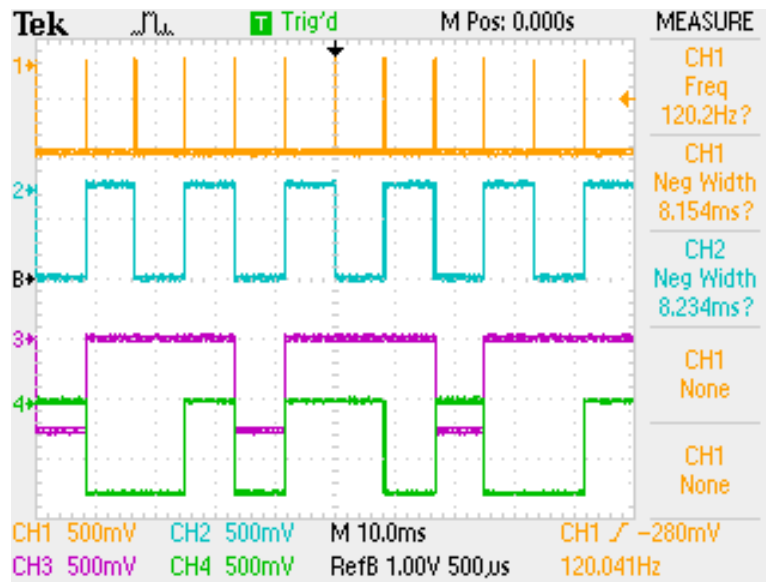 Tek T Trig'd M Pos: 0.000s MEASURE
1
CH1
Freq
120.2Hz?
CH1
Neg Width
8.154ms?
2
CH2
Neg Width
8.234ms?
B
3
CH1
None
4
CH1
None
CH1 500mV CH2 500mV M 10.0ms CH1 -280mV
CH3 500mV CH4 500mV RefB 1.00V 500µs 120.041Hz